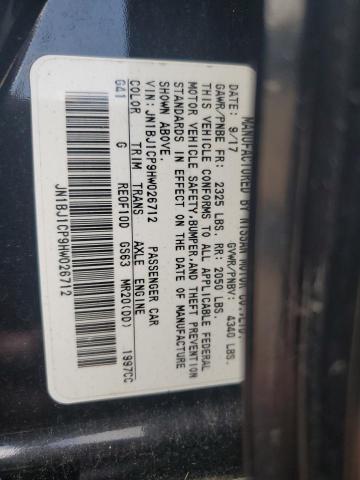 MANUFACTURED BY NISSAN MOTOR CO.,LTD.
DATE: 9/17 GVWR/PNBV: 4340 LBS.
GAWR/PNBE FR: 2325 LBS. RR: 2050 LBS.
THIS VEHICLE CONFORMS TO ALL APPLICABLE FEDERAL
MOTOR VEHICLE SAFETY,BUMPER,AND THEFT PREVENTION
STANDARDS IN EFFECT ON THE DATE OF MANUFACTURE
SHOWN ABOVE.
VIN:JN1BJ1CP9HW026712 PASSENGER CAR
COLOR TRIM TRANS AXLE ENGINE
G41 G RE0F10D GS63 MR20(DD) 1997CC
JN1BJ1CP9HW026712